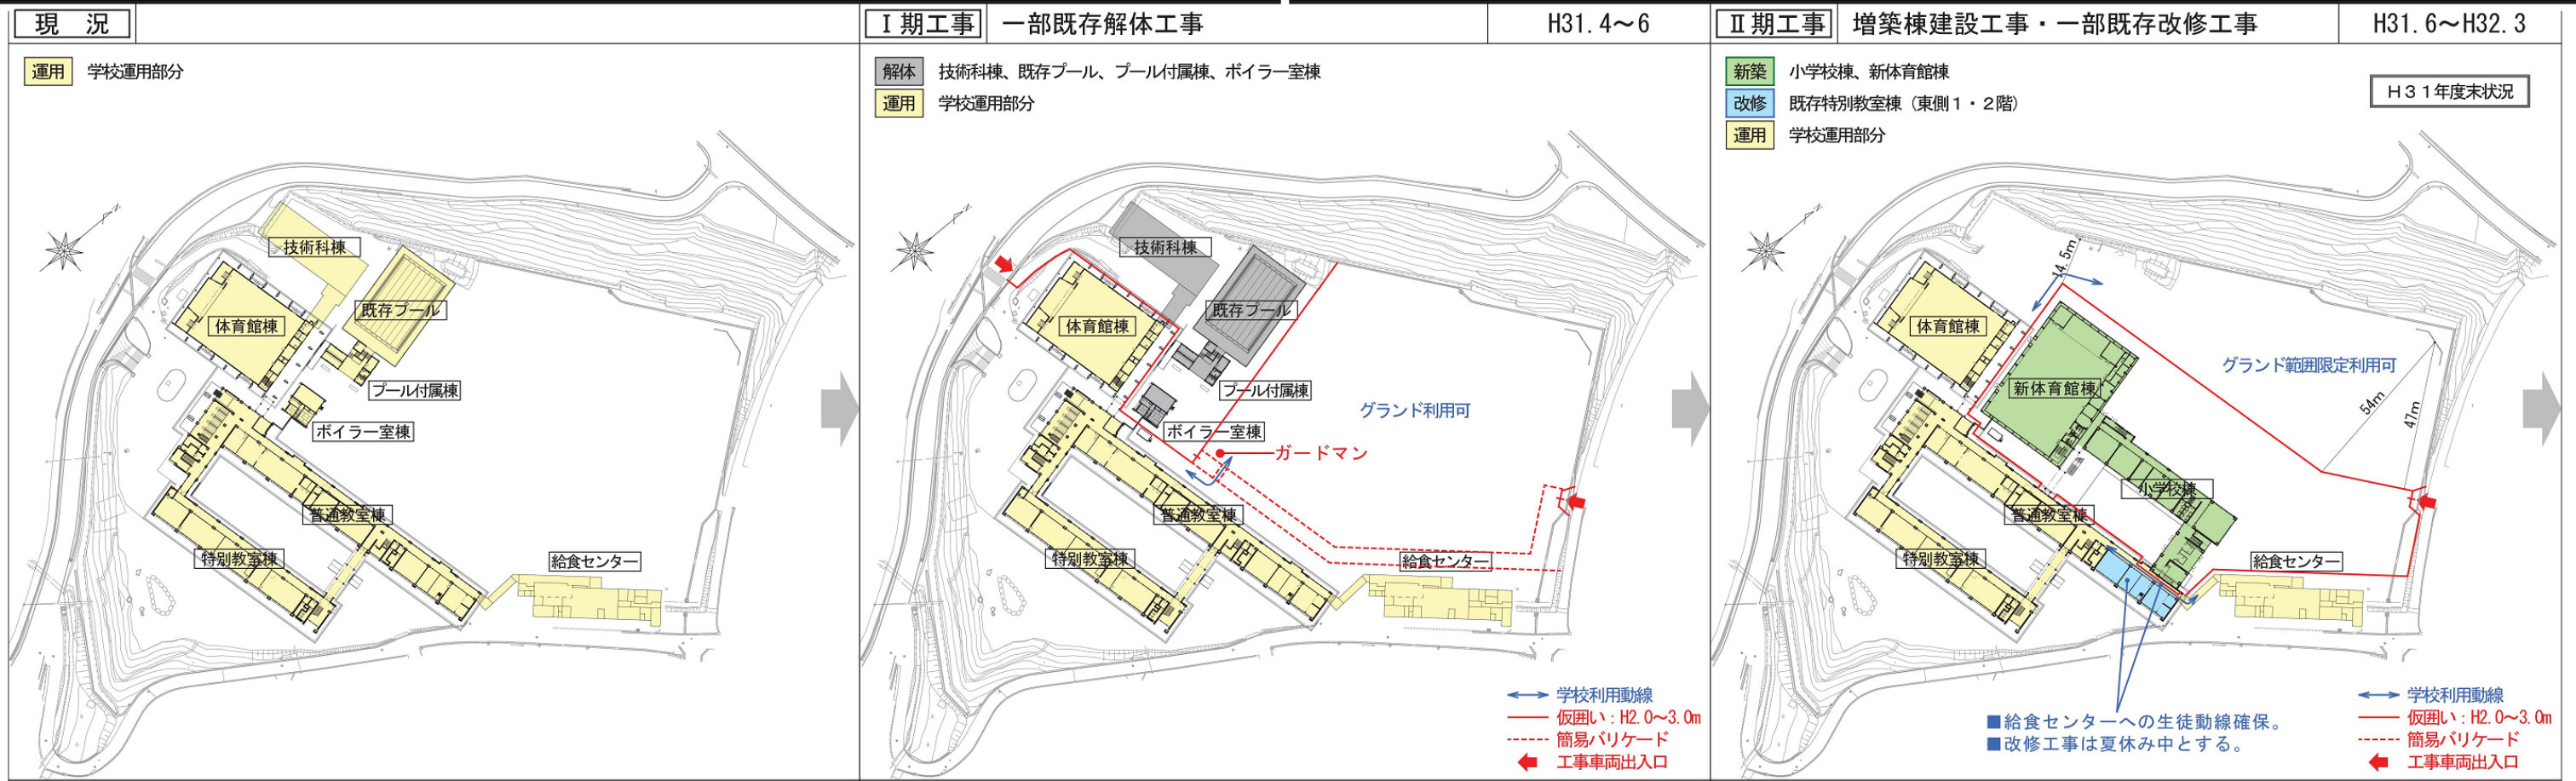 現　況
運用 学校運用部分
N
技術科棟
既存プール
体育館棟
プール付属棟
ボイラー室棟
普通教室棟
特別教室棟
給食センター
Ⅰ期工事 一部既存解体工事 H31.4～6
解体 技術科棟、既存プール、プール付属棟、ボイラー室棟
運用 学校運用部分
N
技術科棟
既存プール
体育館棟
プール付属棟
グランド利用可
ボイラー室棟
ガードマン
普通教室棟
特別教室棟
給食センター
学校利用動線
仮囲い：H2.0～3.0m
簡易バリケード
工事車両出入口
Ⅱ期工事 増築棟建設工事・一部既存改修工事 H31.6～H32.3
新築 小学校棟、新体育館棟
改修 既存特別教室棟（東側１・２階）
運用 学校運用部分
Ｈ３１年度末状況
N
14.5m
体育館棟
グランド範囲限定利用可
新体育館棟
54m
47m
小学校棟
普通教室棟
特別教室棟
給食センター
■給食センターへの生徒動線確保。
■改修工事は夏休み中とする。
学校利用動線
仮囲い：H2.0～3.0m
簡易バリケード
工事車両出入口